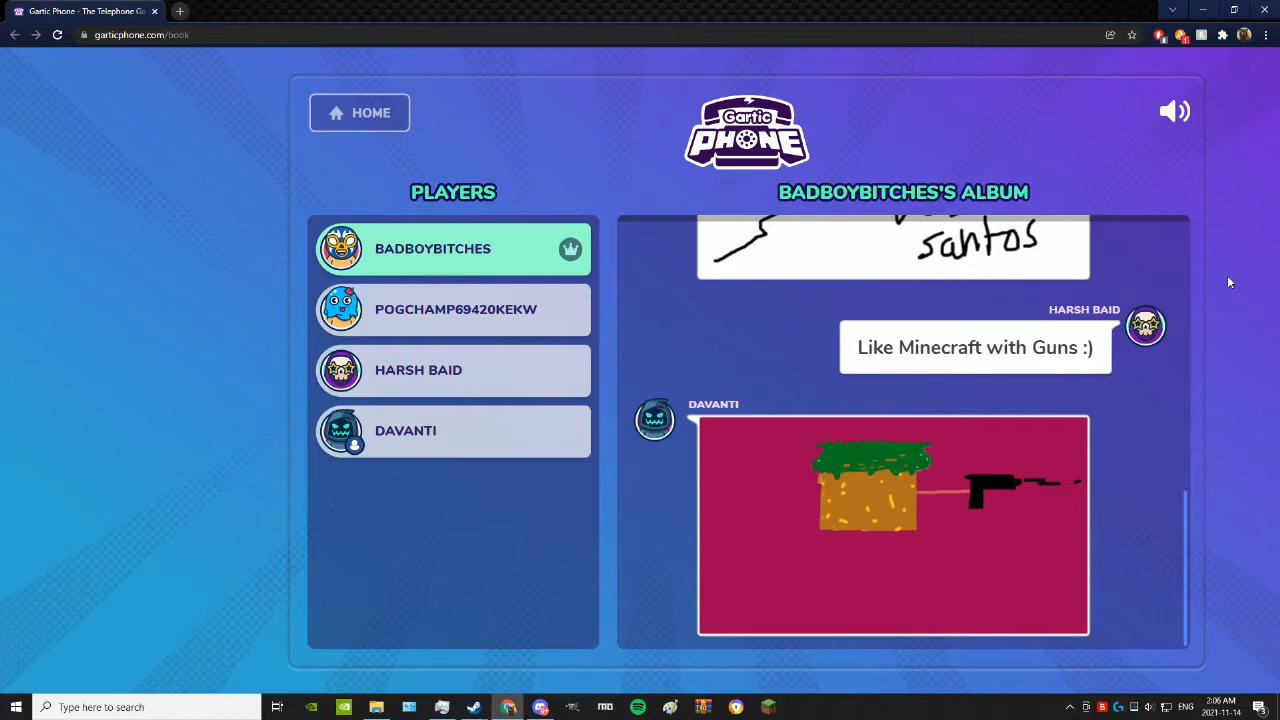 Gartic Phone - The Telephone Ga
garticphone.com/book
HOME
Gartic
PHONE
PLAYERS
BADBOYBITCHES'S ALBUM
BADBOYBITCHES
POGCHAMP69420KEKW
HARSH BAID
DAVANTI
santos
HARSH BAID
Like Minecraft with Guns :)
DAVANTI
Type here to search
ENG
2:06 AM
2021-11-14